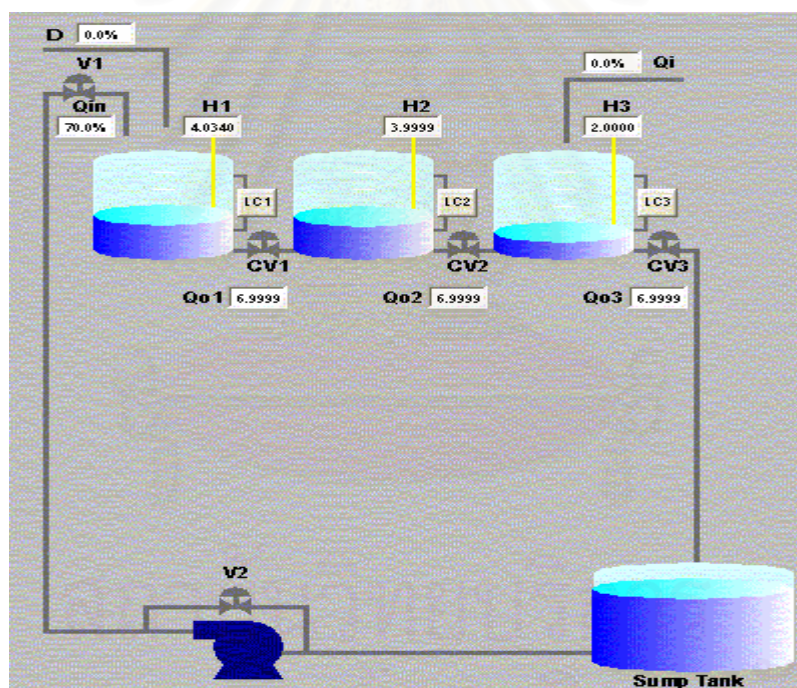 D 0.0%
V1
0.0% Qi
Qin
H1
H2
H3
70.0%
4.0340
3.9999
2.0000
LC1
LC2
LC3
CV1
CV2
CV3
Qo1 6.9999
Qo2 6.9999
Qo3 6.9999
V2
Sump Tank